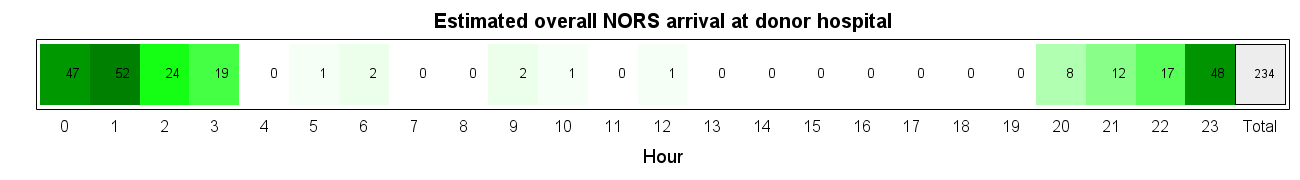 Estimated overall NORS arrival at donor hospital
47 52 24 19 0 1 2 0 0 2 1 0 1 0 0 0 0 0 0 0 8 12 17 48 234
0 1 2 3 4 5 6 7 8 9 10 11 12 13 14 15 16 17 18 19 20 21 22 23 Total
Hour